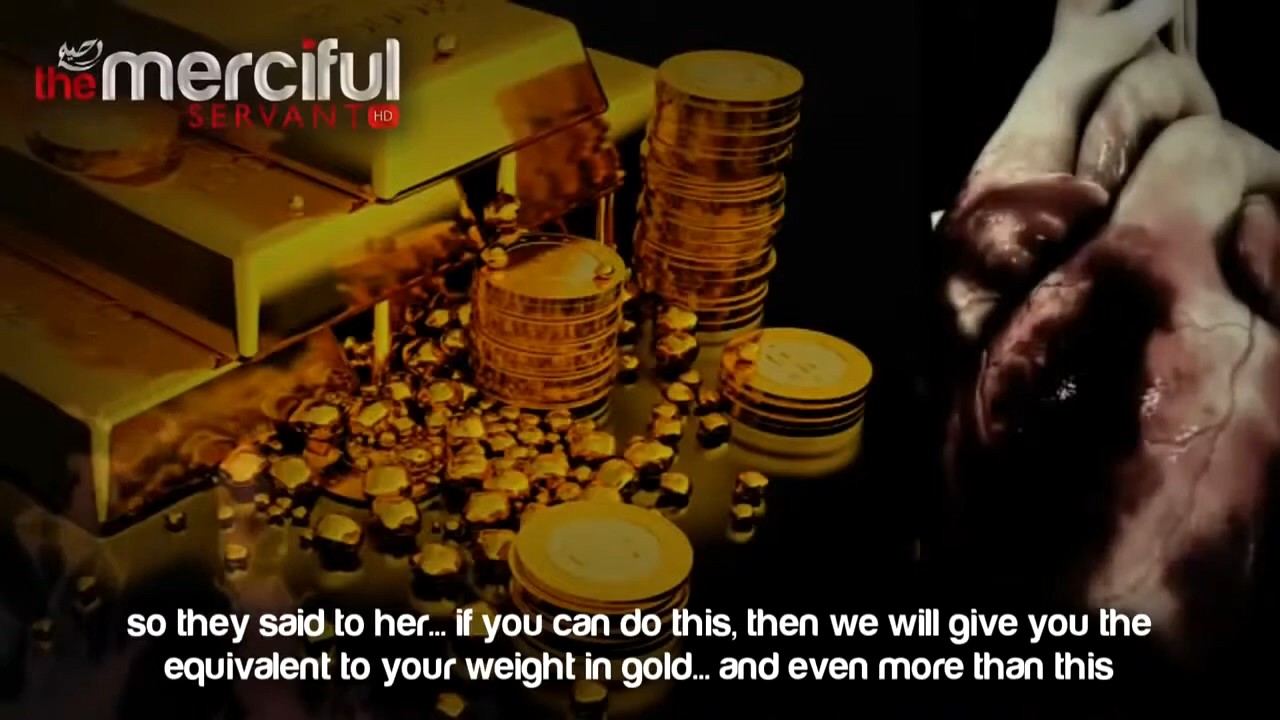 the merciful
SERVANT HD
so they said to her... if you can do this, then we will give you the
equivalent to your weight in gold... and even more than this